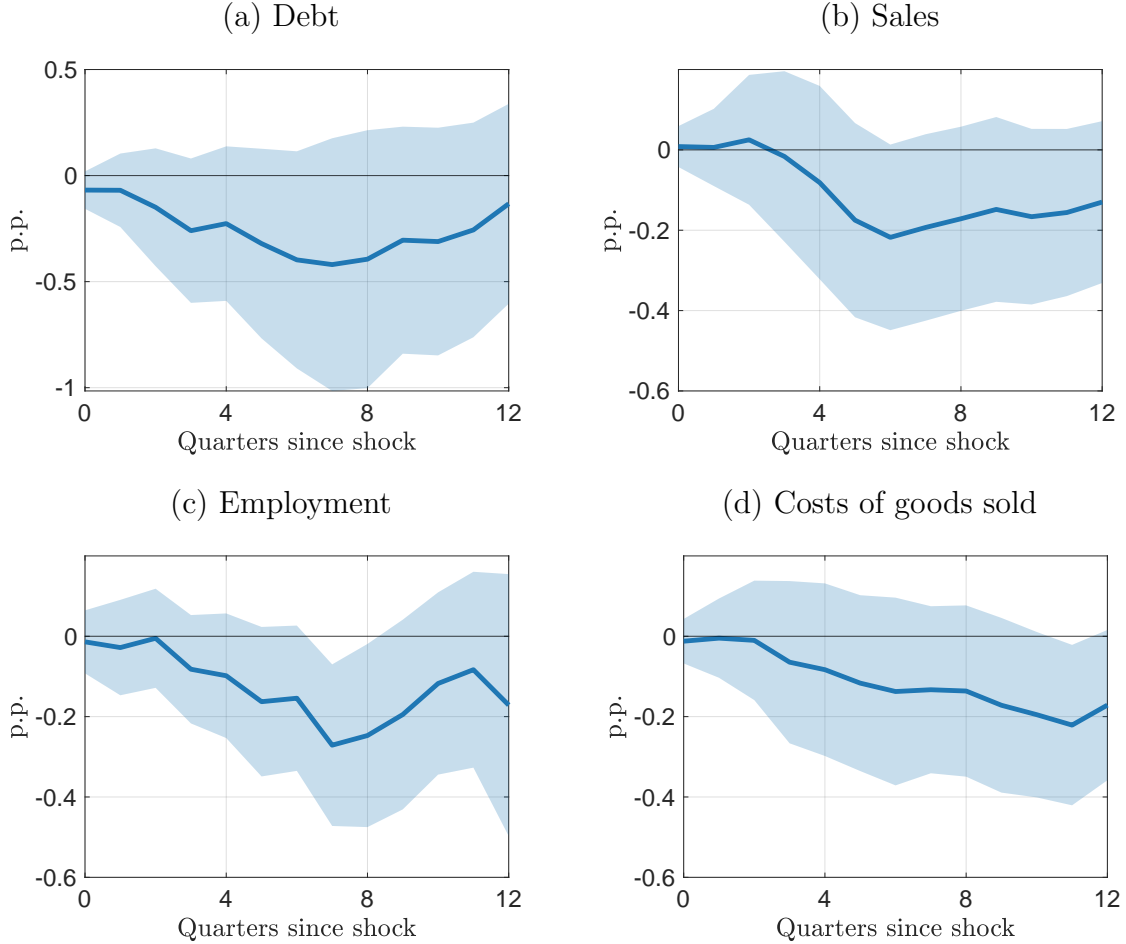 (a) Debt
0.5
0
-0.5
-1
p.p.
0 4 8 12
Quarters since shock
(b) Sales
0
-0.2
-0.4
-0.6
p.p.
0 4 8 12
Quarters since shock
(c) Employment
0
-0.2
-0.4
-0.6
p.p.
0 4 8 12
Quarters since shock
(d) Costs of goods sold
0
-0.2
-0.4
-0.6
p.p.
0 4 8 12
Quarters since shock